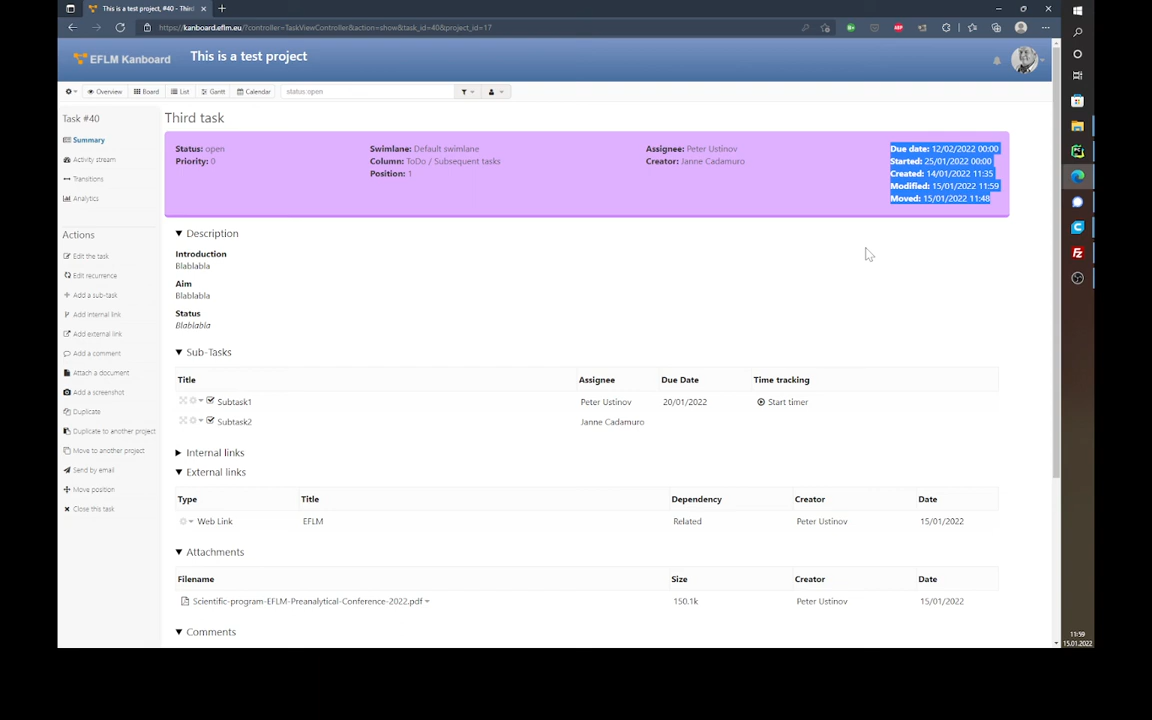 This is a test project, #40 - Third
https://kanboard.eflm.eu/?controller=TaskViewController&action=show&task_id=40&project_id=17
EFLM Kanboard
This is a test project
Overview
Board
List
Gantt
Calendar
status:open
Task #40
Summary
Activity stream
Transitions
Analytics
Actions
Edit the task
Edit recurrence
Add a sub-task
Add internal link
Add external link
Add a comment
Attach a document
Add a screenshot
Duplicate
Duplicate to another project
Move to another project
Send by email
Move position
Close this task
Third task
Status: open
Priority: 0
Swimlane: Default swimlane
Column: ToDo / Subsequent tasks
Position: 1
Assignee: Peter Ustinov
Creator: Janne Cadamuro
Due date: 12/02/2022 00:00
Started: 25/01/2022 00:00
Created: 14/01/2022 11:35
Modified: 15/01/2022 11:59
Moved: 15/01/2022 11:48
Description
Introduction
Blablabla
Aim
Blablabla
Status
Blablabla
Sub-Tasks
Title Assignee Due Date Time tracking
Subtask1 Peter Ustinov 20/01/2022 Start timer
Subtask2 Janne Cadamuro
Internal links
External links
Type Title Dependency Creator Date
Web Link EFLM Related Peter Ustinov 15/01/2022
Attachments
Filename Size Creator Date
Scientific-program-EFLM-Preanalytical-Conference-2022.pdf 150.1k Peter Ustinov 15/01/2022
Comments
11:59
15.01.2022